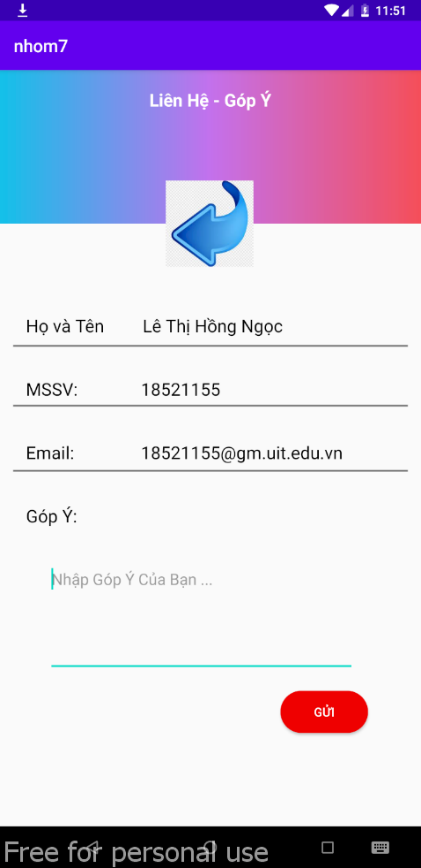 11:51
nhom7
Liên Hệ - Góp Ý
Họ và Tên Lê Thị Hồng Ngọc
MSSV: 18521155
Email: 18521155@gm.uit.edu.vn
Góp Ý:
Nhập Góp Ý Của Bạn ...
GỬI
Free for personal use